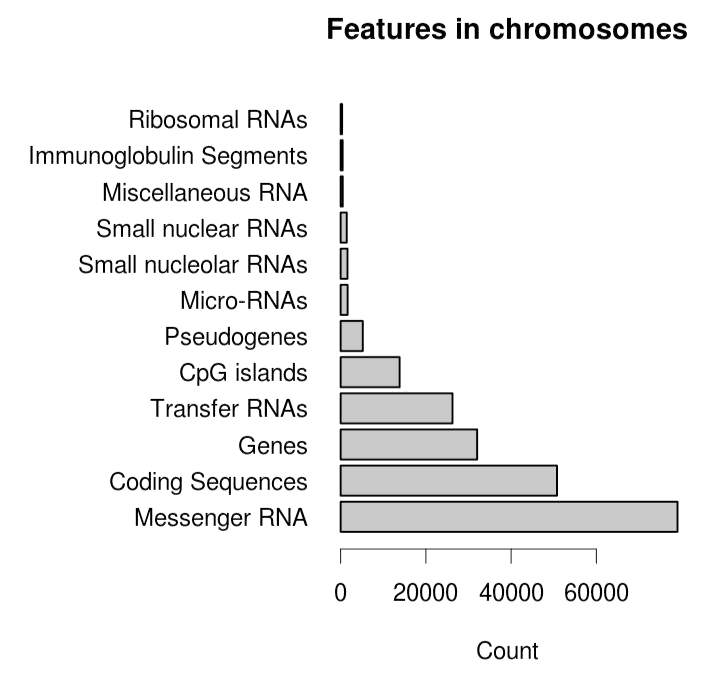 Features in chromosomes
Ribosomal RNAs
Immunoglobulin Segments
Miscellaneous RNA
Small nuclear RNAs
Small nucleolar RNAs
Micro-RNAs
Pseudogenes
CpG islands
Transfer RNAs
Genes
Coding Sequences
Messenger RNA
0 20000 40000 60000
Count